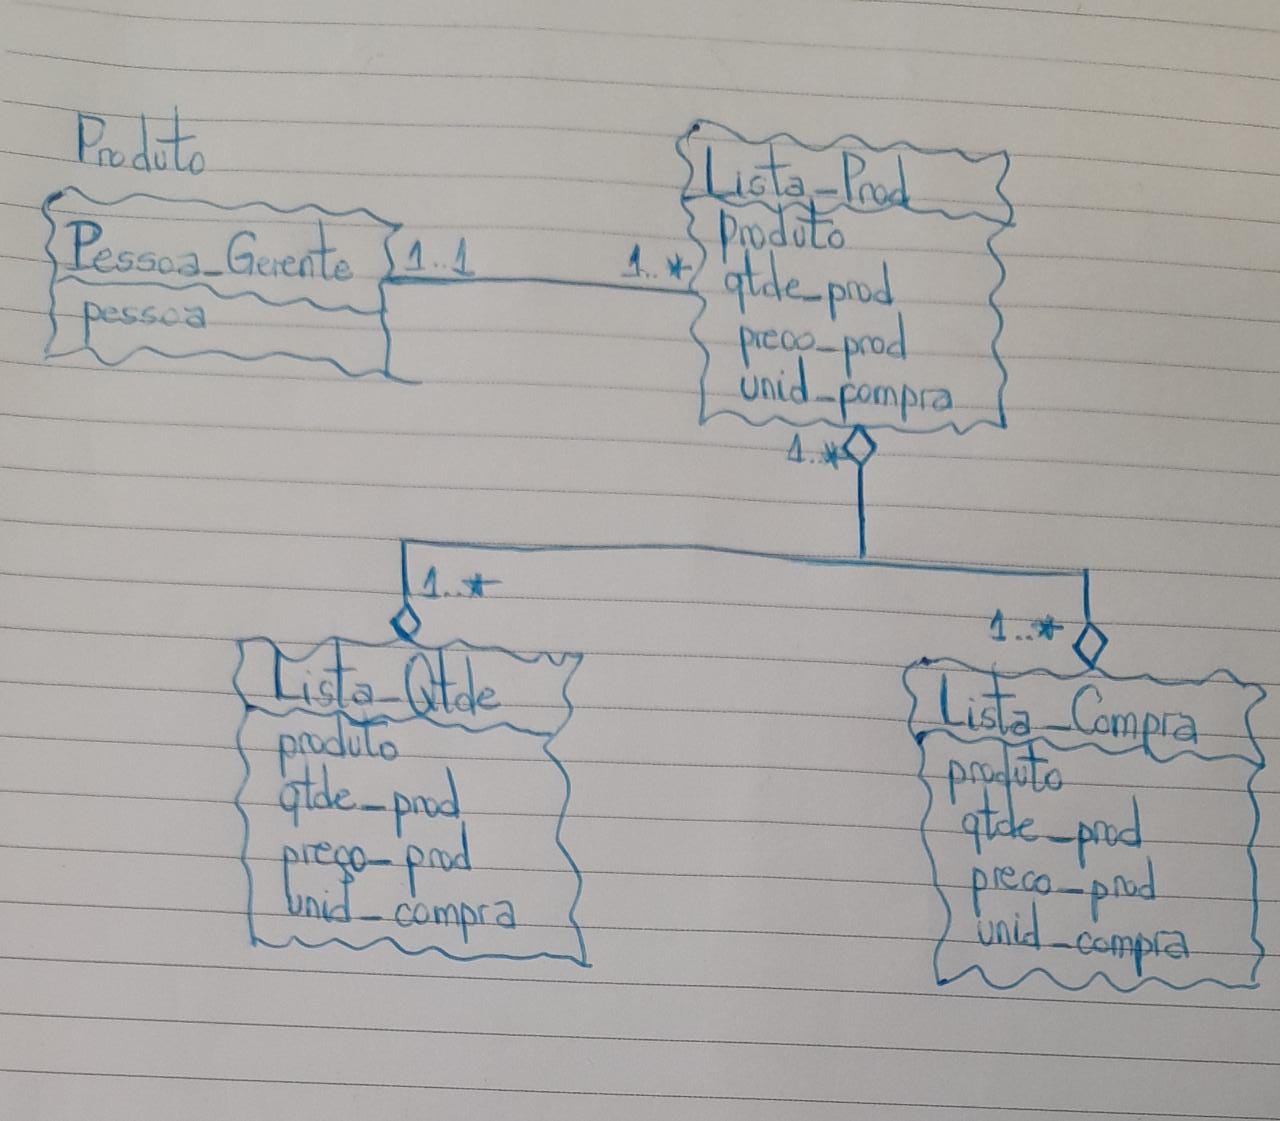 Produto
Pessoa_Gerente
pessoa
1..1
1..*
Lista_Prod
produto
qtde_prod
preco_prod
unid_compra
1..*
1..*
1..*
Lista_Qtde
produto
qtde_prod
preço_prod
unid_compra
Lista_Compra
produto
qtde_prod
preco_prod
unid_compra